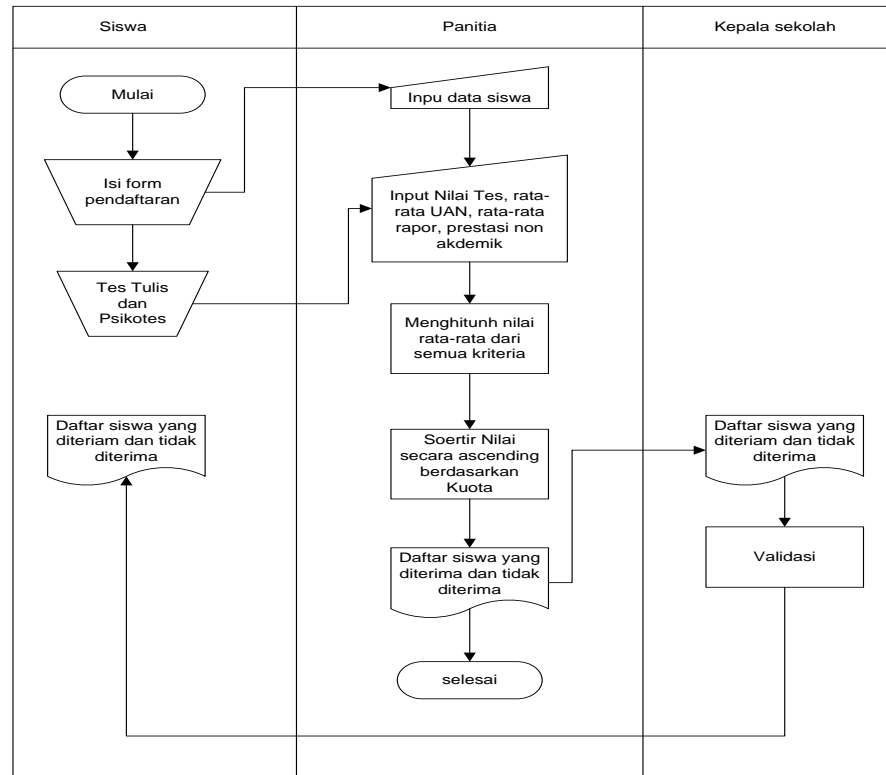 Siswa
Panitia
Kepala sekolah
Mulai
Inpu data siswa
Isi form
pendaftaran
Input Nilai Tes, rata-
rata UAN, rata-rata
rapor, prestasi non
akdemik
Tes Tulis
dan
Psikotes
Menghitunh nilai
rata-rata dari
semua kriteria
Daftar siswa yang
diteriam dan tidak
diterima
Soertir Nilai
secara ascending
berdasarkan
Kuota
Daftar siswa yang
diteriam dan tidak
diterima
Daftar siswa yang
diterima dan tidak
diterima
Validasi
selesai